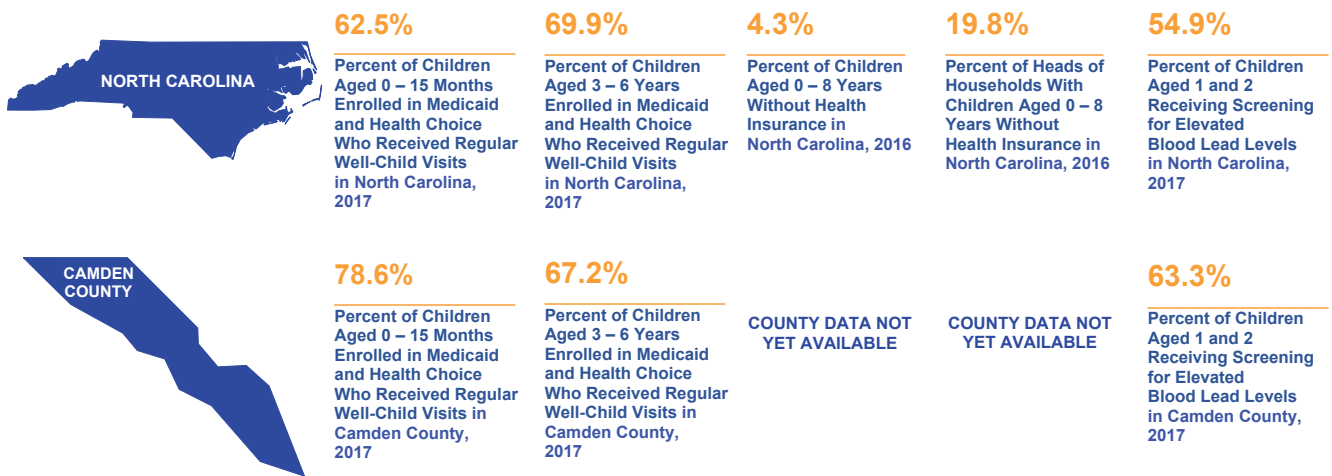 NORTH CAROLINA
62.5%
Percent of Children
Aged 0 – 15 Months
Enrolled in Medicaid
and Health Choice
Who Received Regular
Well-Child Visits
in North Carolina,
2017
69.9%
Percent of Children
Aged 3 – 6 Years
Enrolled in Medicaid
and Health Choice
Who Received Regular
Well-Child Visits
in North Carolina,
2017
4.3%
Percent of Children
Aged 0 – 8 Years
Without Health
Insurance in
North Carolina, 2016
19.8%
Percent of Heads of
Households With
Children Aged 0 – 8
Years Without
Health Insurance in
North Carolina, 2016
54.9%
Percent of Children
Aged 1 and 2
Receiving Screening
for Elevated
Blood Lead Levels
in North Carolina,
2017
CAMDEN
COUNTY
78.6%
Percent of Children
Aged 0 – 15 Months
Enrolled in Medicaid
and Health Choice
Who Received Regular
Well-Child Visits in
Camden County,
2017
67.2%
Percent of Children
Aged 3 – 6 Years
Enrolled in Medicaid
and Health Choice
Who Received Regular
Well-Child Visits in
Camden County,
2017
COUNTY DATA NOT
YET AVAILABLE
COUNTY DATA NOT
YET AVAILABLE
63.3%
Percent of Children
Aged 1 and 2
Receiving Screening
for Elevated
Blood Lead Levels
in Camden County,
2017